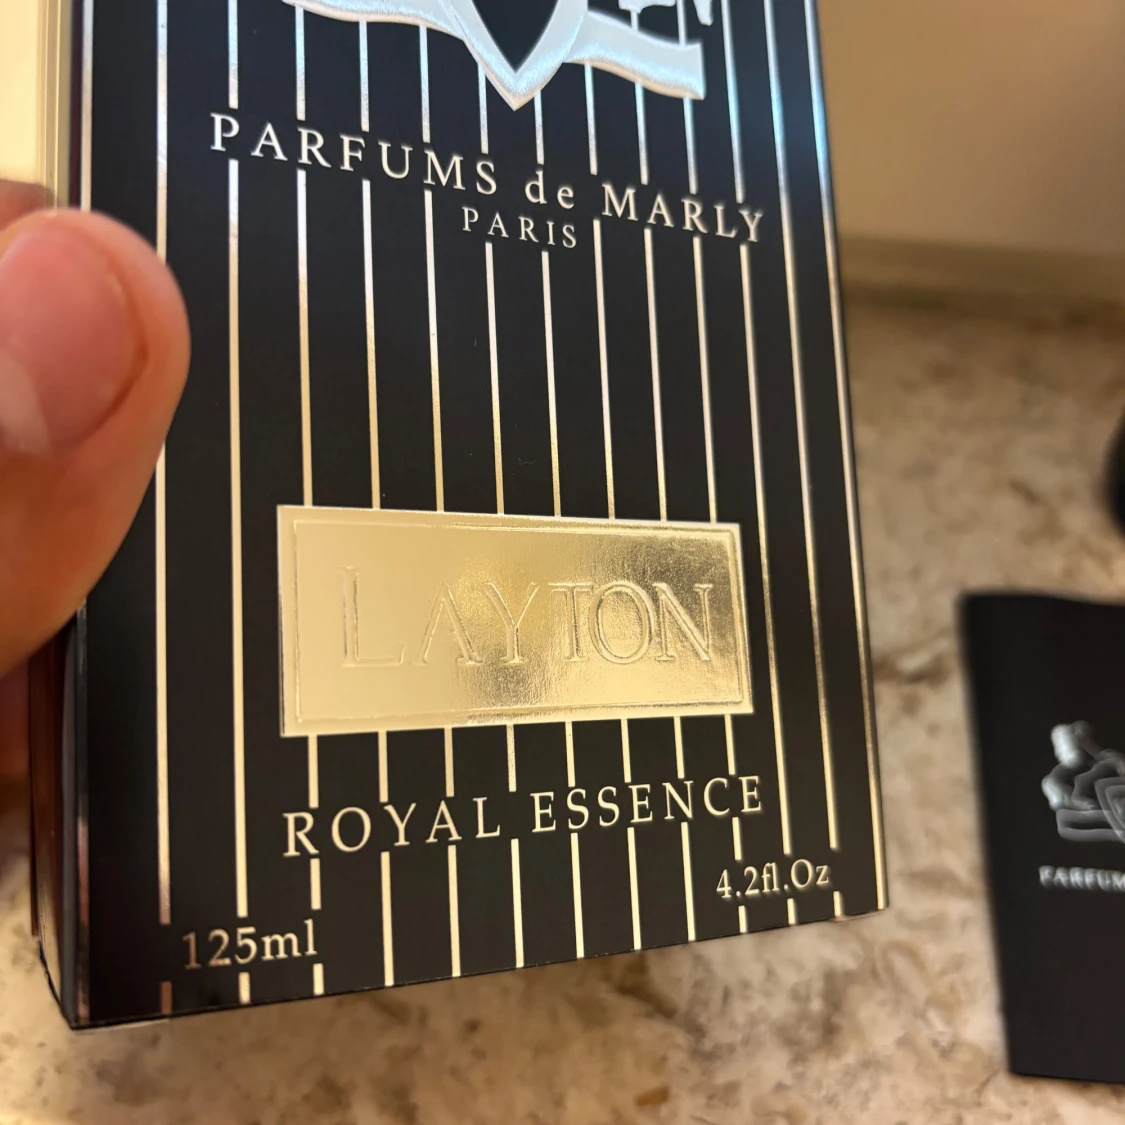 PARFUMS de MARLY
PARIS
LAYTON
ROYAL ESSENCE
4.2fl.Oz
125ml